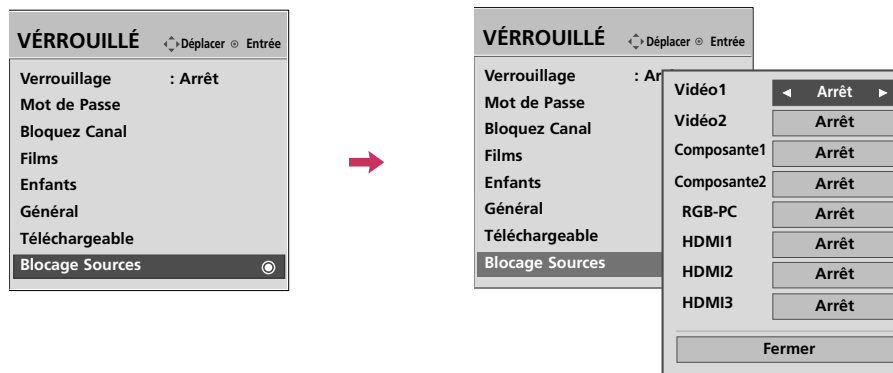 VÉRROUILLÉ Déplacer Entrée
Verrouillage : Arrêt
Mot de Passe
Bloquez Canal
Films
Enfants
Général
Téléchargeable
Blocage Sources
VÉRROUILLÉ Déplacer Entrée
Verrouillage : Ar
Mot de Passe
Bloquez Canal
Films
Enfants
Général
Téléchargeable
Blocage Sources
Vidéo1 ◄ Arrêt ►
Vidéo2 Arrêt
Composante1 Arrêt
Composante2 Arrêt
RGB-PC Arrêt
HDMI1 Arrêt
HDMI2 Arrêt
HDMI3 Arrêt
Fermer